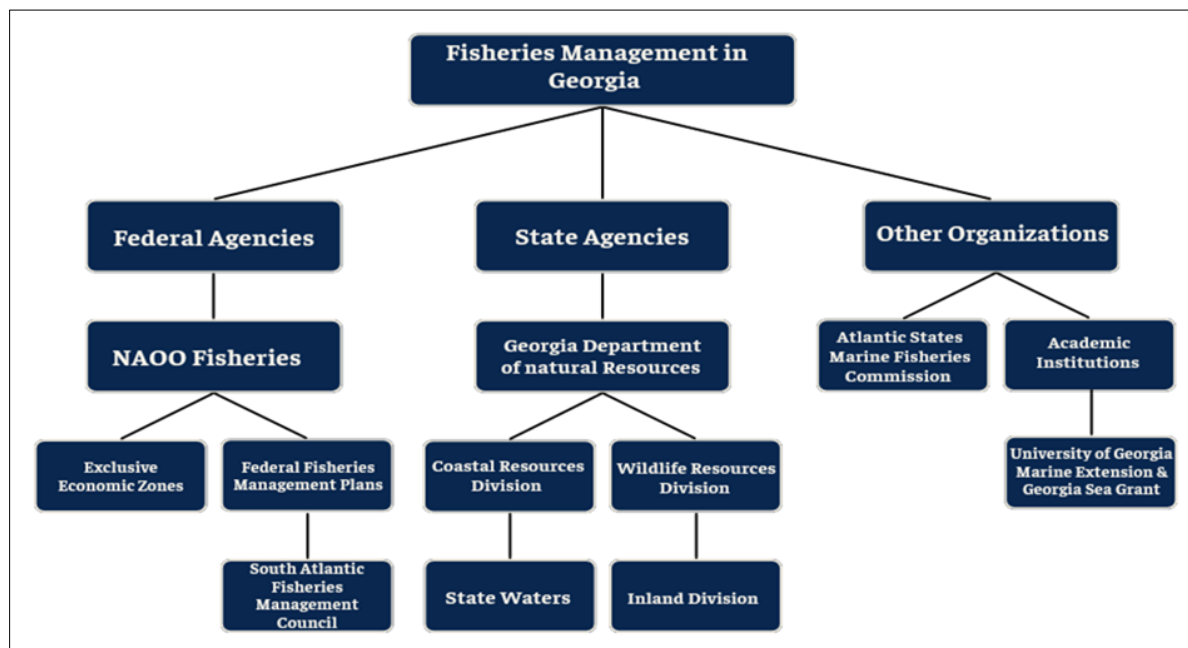 Fisheries Management in
Georgia
Federal Agencies
State Agencies
Other Organizations
NAOO Fisheries
Georgia Department
of natural Resources
Atlantic States
Marine Fisheries
Commission
Academic
Institutions
Exclusive
Economic Zones
Federal Fisheries
Management Plans
Coastal Resources
Division
Wildlife Resources
Division
University of Georgia
Marine Extension &
Georgia Sea Grant
South Atlantic
Fisheries
Management
Council
State Waters
Inland Division